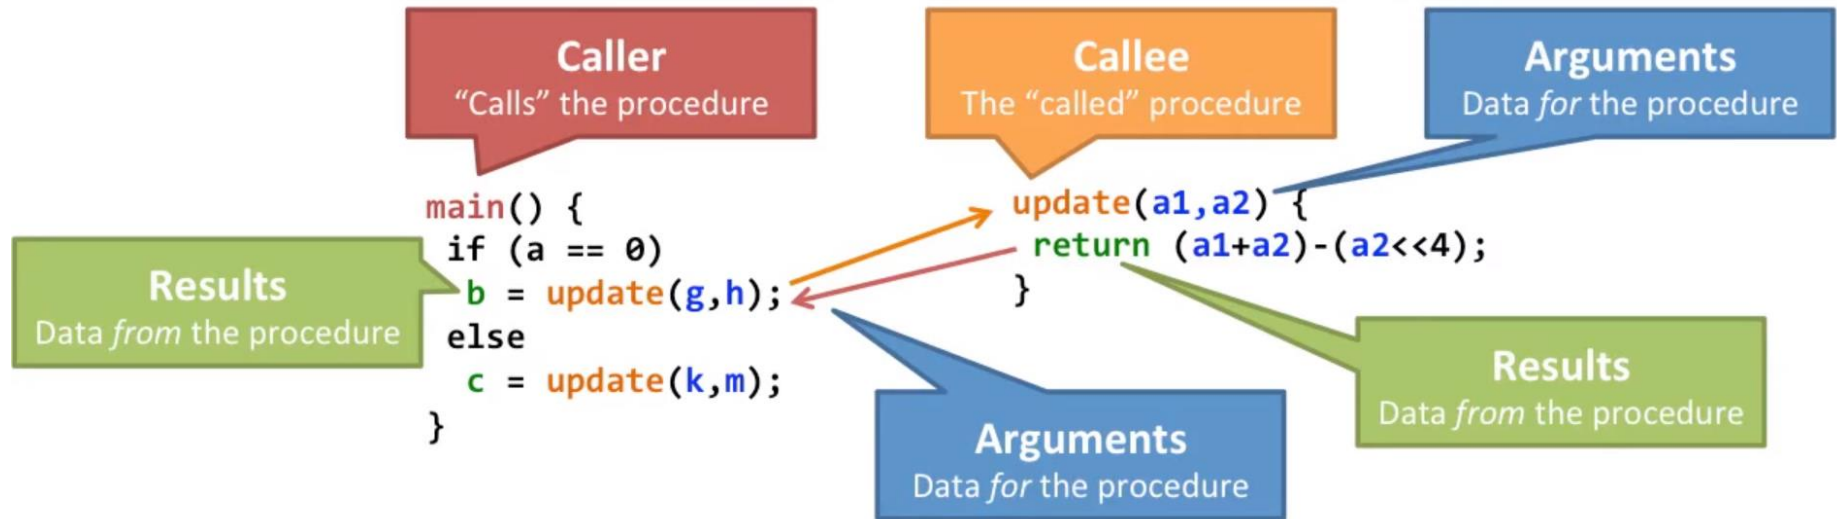 Caller
“Calls” the procedure
Callee
The “called” procedure
Arguments
Data for the procedure
main() {
if (a == 0)
b = update(g,h);
else
c = update(k,m);
}
update(a1,a2) {
return (a1+a2)-(a2<<4);
}
Results
Data from the procedure
Arguments
Data for the procedure
Results
Data from the procedure